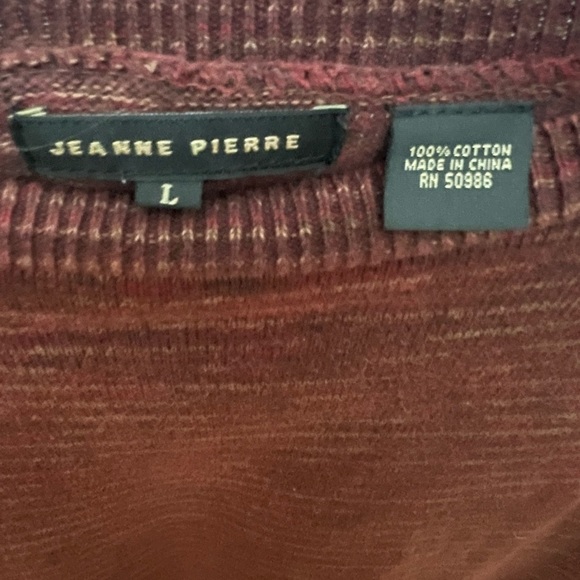 JEANNE PIERRE
L
100% COTTON
MADE IN CHINA
RN 50986